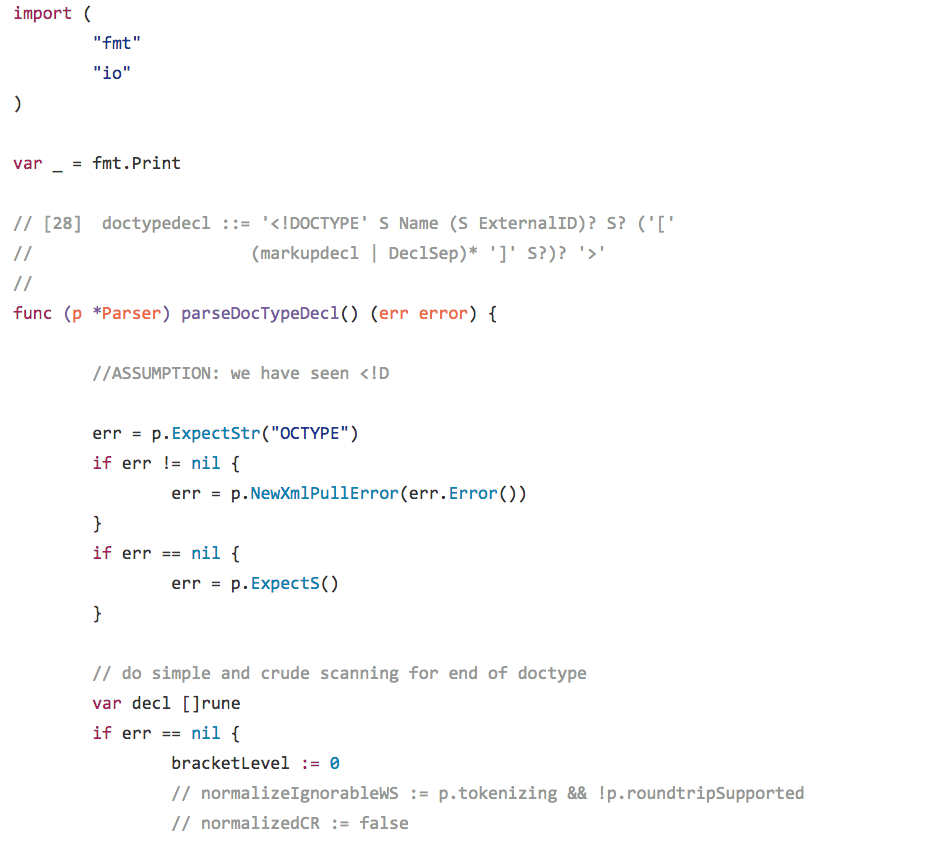 import (
        "fmt"
        "io"
)
var _ = fmt.Print
// [28]  doctypedecl ::= '<!DOCTYPE' S Name (S ExternalID)? S? ('['
//                      (markupdecl | DeclSep)* ']' S?)? '>'
//
func (p *Parser) parseDocTypeDecl() (err error) {
        //ASSUMPTION: we have seen <!D
        err = p.ExpectStr("OCTYPE")
        if err != nil {
                err = p.NewXmlPullError(err.Error())
        }
        if err == nil {
                err = p.ExpectS()
        }
        // do simple and crude scanning for end of doctype
        var decl []rune
        if err == nil {
                bracketLevel := 0
                // normalizeIgnorableWS := p.tokenizing && !p.roundtripSupported
                // normalizedCR := false